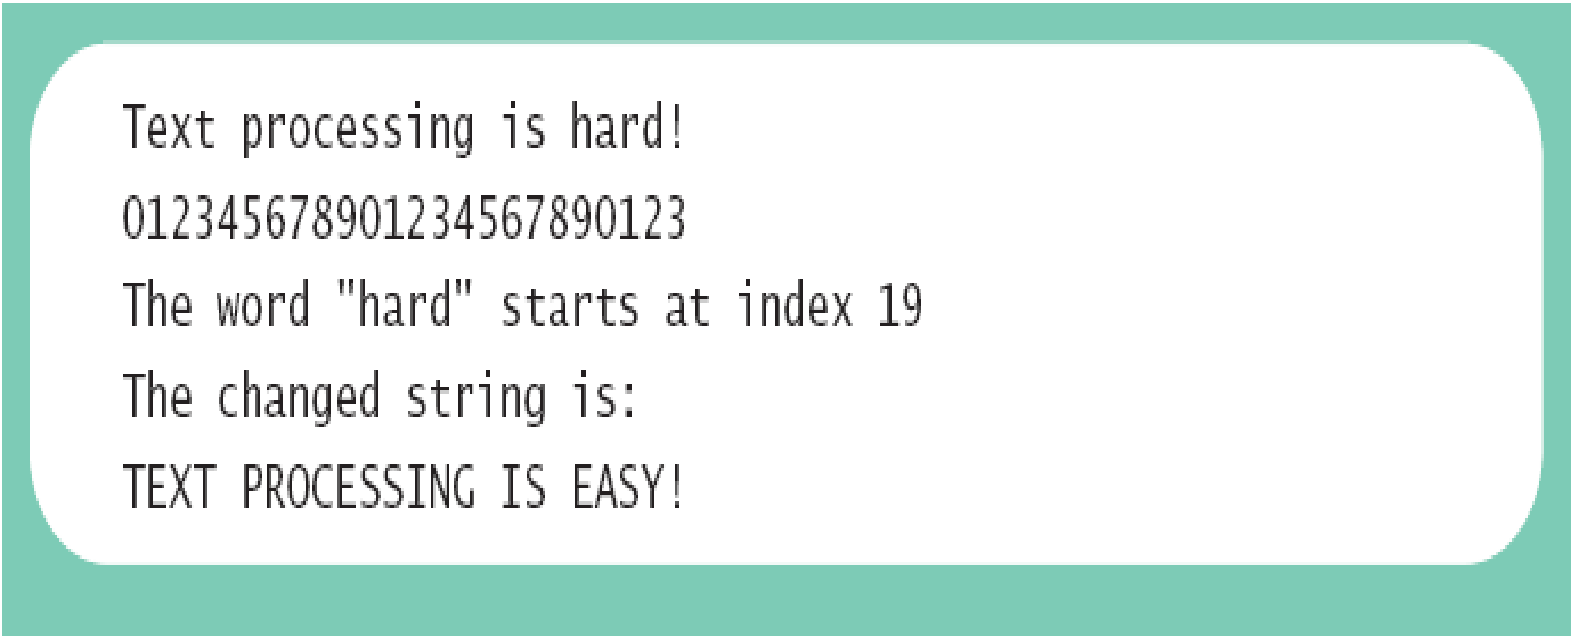 Text processing is hard!
012345678901234567890123
The word "hard" starts at index 19
The changed string is:
TEXT PROCESSING IS EASY!